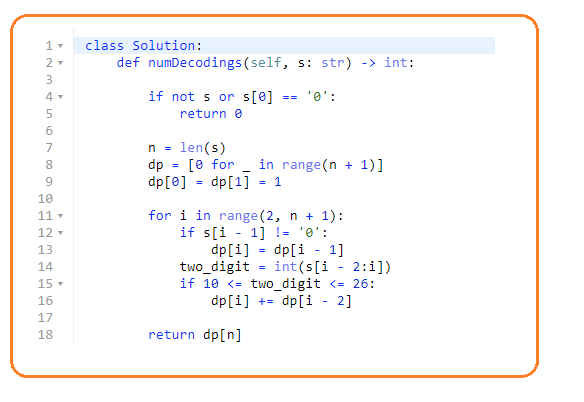 1 class Solution:
2     def numDecodings(self, s: str) -> int:
3
4         if not s or s[0] == '0':
5             return 0
6
7         n = len(s)
8         dp = [0 for _ in range(n + 1)]
9         dp[0] = dp[1] = 1
10
11         for i in range(2, n + 1):
12             if s[i - 1] != '0':
13                 dp[i] = dp[i - 1]
14             two_digit = int(s[i - 2:i])
15             if 10 <= two_digit <= 26:
16                 dp[i] += dp[i - 2]
17
18         return dp[n]